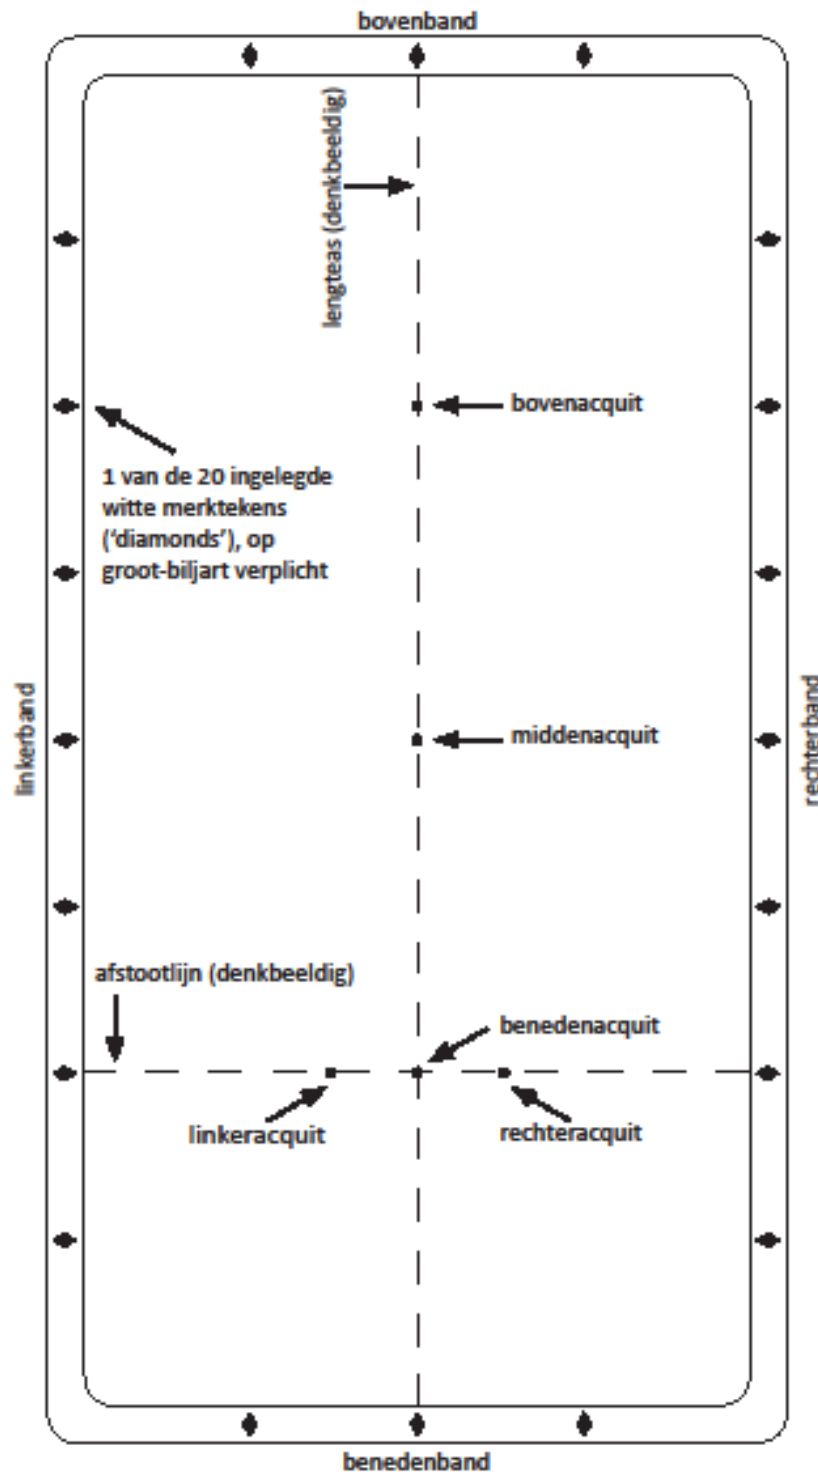 bovenband
lengteas (denkbeeldig)
bovenacquit
1 van de 20 ingelegde
witte merktekens
(‘diamonds’), op
groot-biljart verplicht
linkerband
middenacquit
rechterband
afstootlijn (denkbeeldig)
benedenacquit
linkeracquit
rechteracquit
benedenband